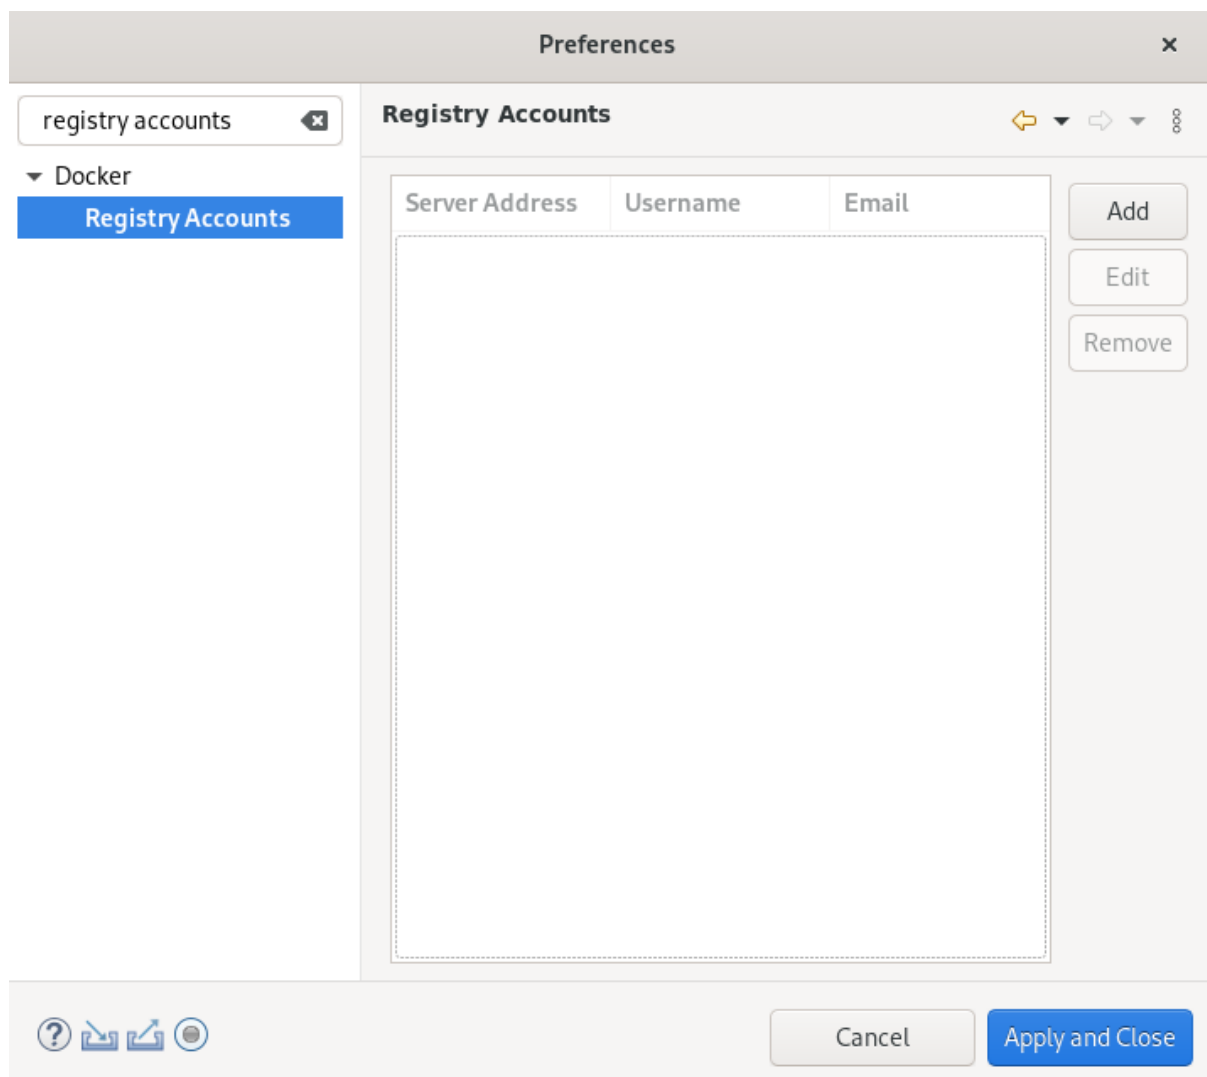 Preferences
registry accounts
Registry Accounts
Docker
Registry Accounts
Server Address Username Email
Add
Edit
Remove
Cancel
Apply and Close